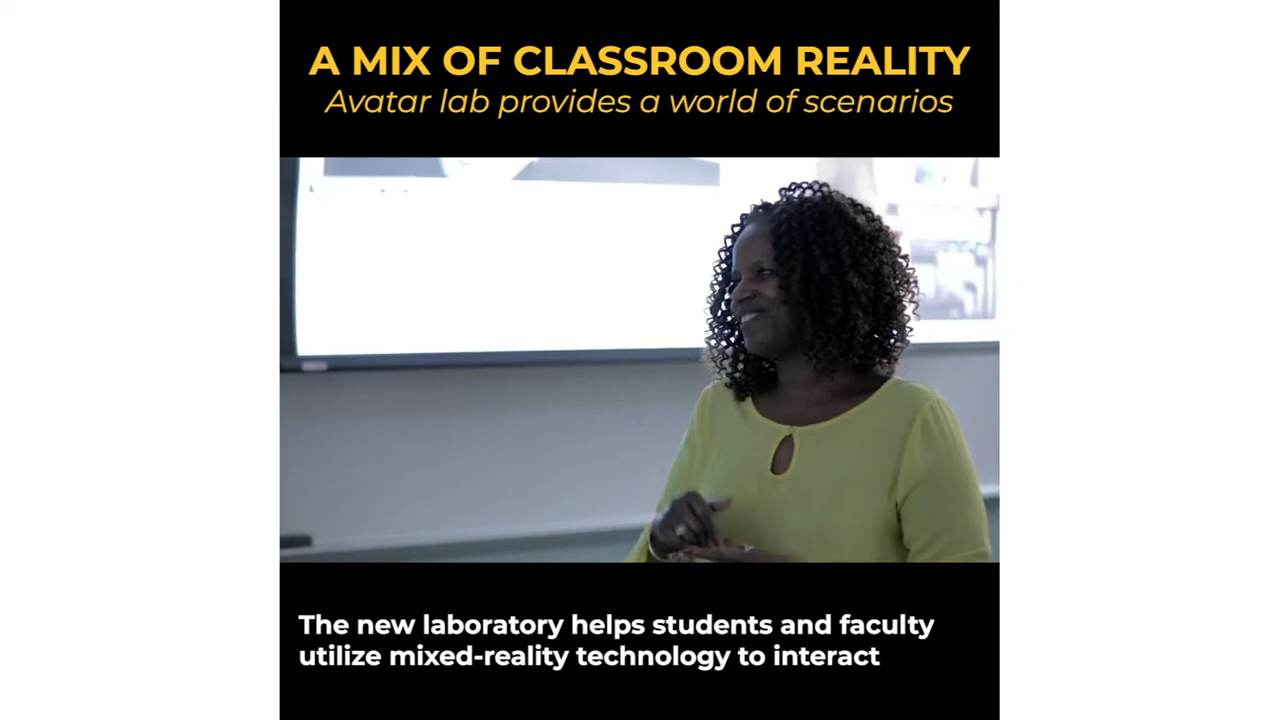 A MIX OF CLASSROOM REALITY
Avatar lab provides a world of scenarios
The new laboratory helps students and faculty
utilize mixed-reality technology to interact